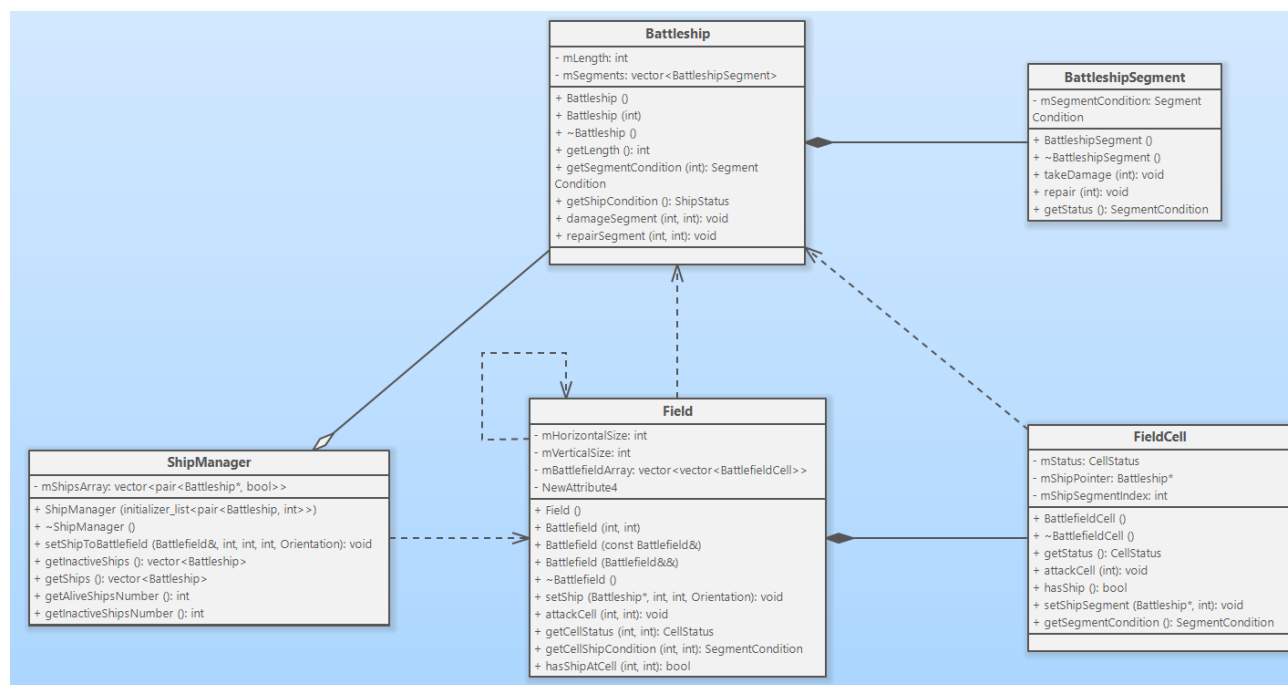 Battleship
- mLength: int
- mSegments: vector<BattleshipSegment>
+ Battleship ()
+ Battleship (int)
+ ~Battleship ()
+ getLength (): int
+ getSegmentCondition (int): Segment
Condition
+ getShipCondition (): ShipStatus
+ damageSegment (int, int): void
+ repairSegment (int, int): void
BattleshipSegment
- mSegmentCondition: Segment
Condition
+ BattleshipSegment ()
+ ~BattleshipSegment ()
+ takeDamage (int): void
+ repair (int): void
+ getStatus (): SegmentCondition
ShipManager
- mShipsArray: vector<pair<Battleship*, bool>>
+ ShipManager (initializer_list<pair<Battleship, int>>)
+ ~ShipManager ()
+ setShipToBattlefield (Battlefield&, int, int, int, Orientation): void
+ getInactiveShips (): vector<Battleship>
+ getShips (): vector<Battleship>
+ getAliveShipsNumber (): int
+ getInactiveShipsNumber (): int
Field
- mHorizontalSize: int
- mVerticalSize: int
- mBattlefieldArray: vector<vector<BattlefieldCell>>
- NewAttribute4
+ Field ()
+ Battlefield (int, int)
+ Battlefield (const Battlefield&)
+ Battlefield (Battlefield&&)
+ ~Battlefield ()
+ setShip (Battleship*, int, int, Orientation): void
+ attackCell (int, int): void
+ getCellStatus (int, int): CellStatus
+ getCellShipCondition (int, int): SegmentCondition
+ hasShipAtCell (int, int): bool
FieldCell
- mStatus: CellStatus
- mShipPointer: Battleship*
- mShipSegmentIndex: int
+ BattlefieldCell ()
+ ~BattlefieldCell ()
+ getStatus (): CellStatus
+ attackCell (int): void
+ hasShip (): bool
+ setShipSegment (Battleship*, int): void
+ getSegmentCondition (): SegmentCondition